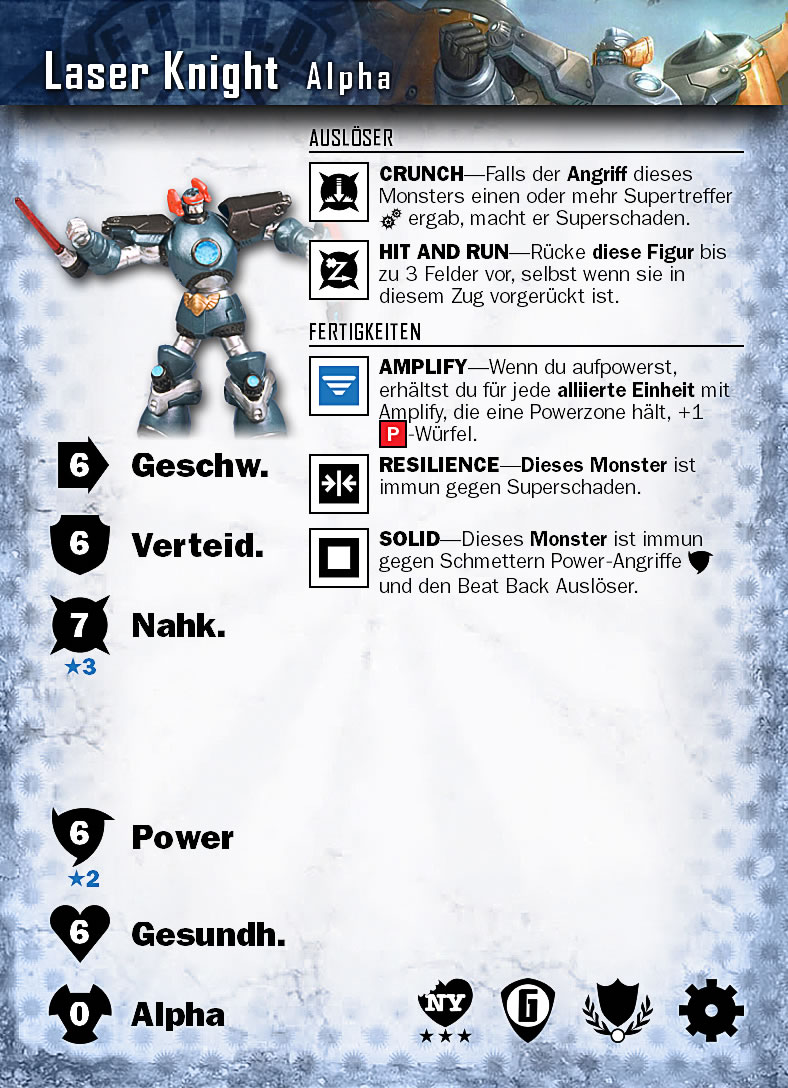 Laser Knight Alpha
AUSLÖSER
CRUNCH—Falls der Angriff dieses
Monsters einen oder mehr Supertreffer
ergab, macht er Superschaden.
HIT AND RUN—Rücke diese Figur bis
zu 3 Felder vor, selbst wenn sie in
diesem Zug vorgerückt ist.
FERTIGKEITEN
AMPLIFY—Wenn du aufpowerst,
erhältst du für jede alliierte Einheit mit
Amplify, die eine Powerzone hält, +1
P-Würfel.
RESILIENCE—Dieses Monster ist
immun gegen Superschaden.
SOLID—Dieses Monster ist immun
gegen Schmettern Power-Angriffe
und den Beat Back Auslöser.
6 Geschw.
6 Verteid.
7 Nahk.
★3
6 Power
★2
6 Gesundh.
0 Alpha
NY
★★★
G